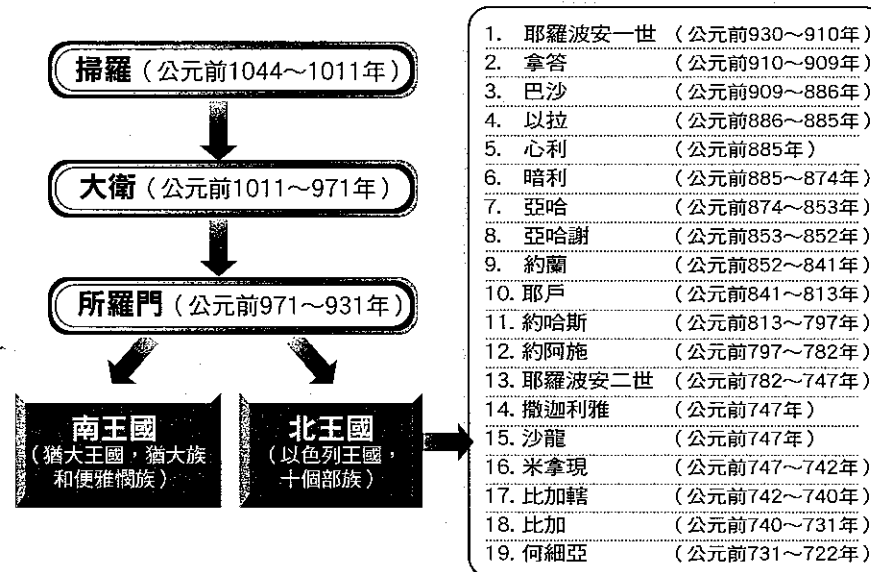 掃羅（公元前1044～1011年）
大衛（公元前1011～971年）
所羅門（公元前971～931年）
南王國
（猶大王國，猶大族
和便雅憫族）
北王國
（以色列王國，
十個部族）
1. 耶羅波安一世（公元前930～910年）
2. 拿答（公元前910～909年）
3. 巴沙（公元前909～886年）
4. 以拉（公元前886～885年）
5. 心利（公元前885年）
6. 暗利（公元前885～874年）
7. 亞哈（公元前874～853年）
8. 亞哈謝（公元前853～852年）
9. 約蘭（公元前852～841年）
10. 耶戶（公元前841～813年）
11. 約哈斯（公元前813～797年）
12. 約阿施（公元前797～782年）
13. 耶羅波安二世（公元前782～747年）
14. 撒迦利雅（公元前747年）
15. 沙龍（公元前747年）
16. 米拿現（公元前747～742年）
17. 比加轄（公元前742～740年）
18. 比加（公元前740～731年）
19. 何細亞（公元前731～722年）